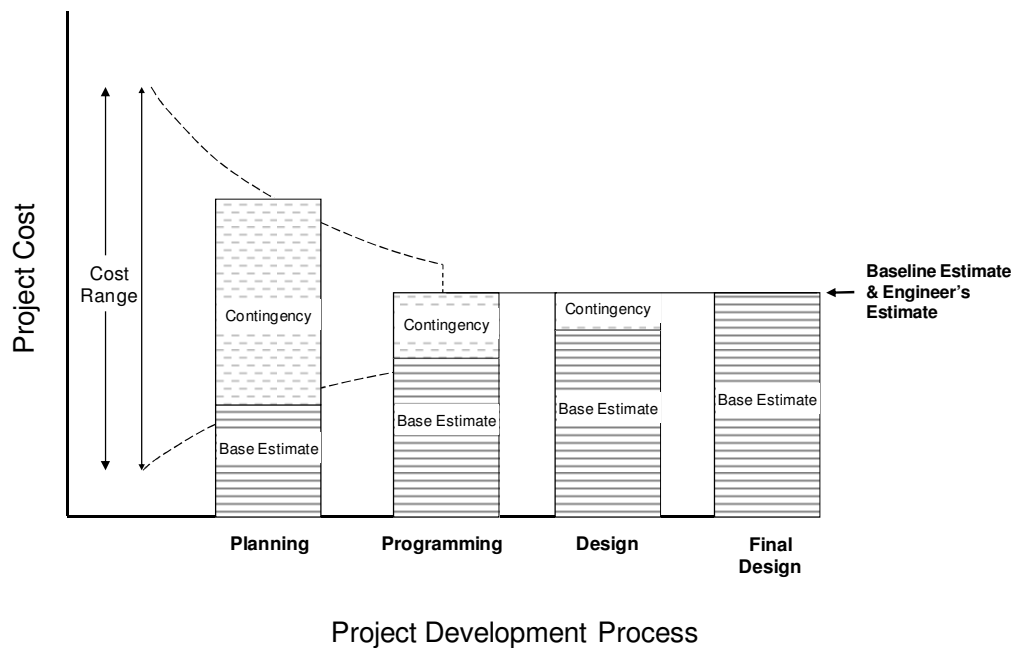 Project Cost
Cost
Range
Contingency
Base Estimate
Contingency
Base Estimate
Contingency
Base Estimate
Base Estimate
Baseline Estimate
& Engineer's
Estimate
Planning
Programming
Design
Final
Design
Project Development Process